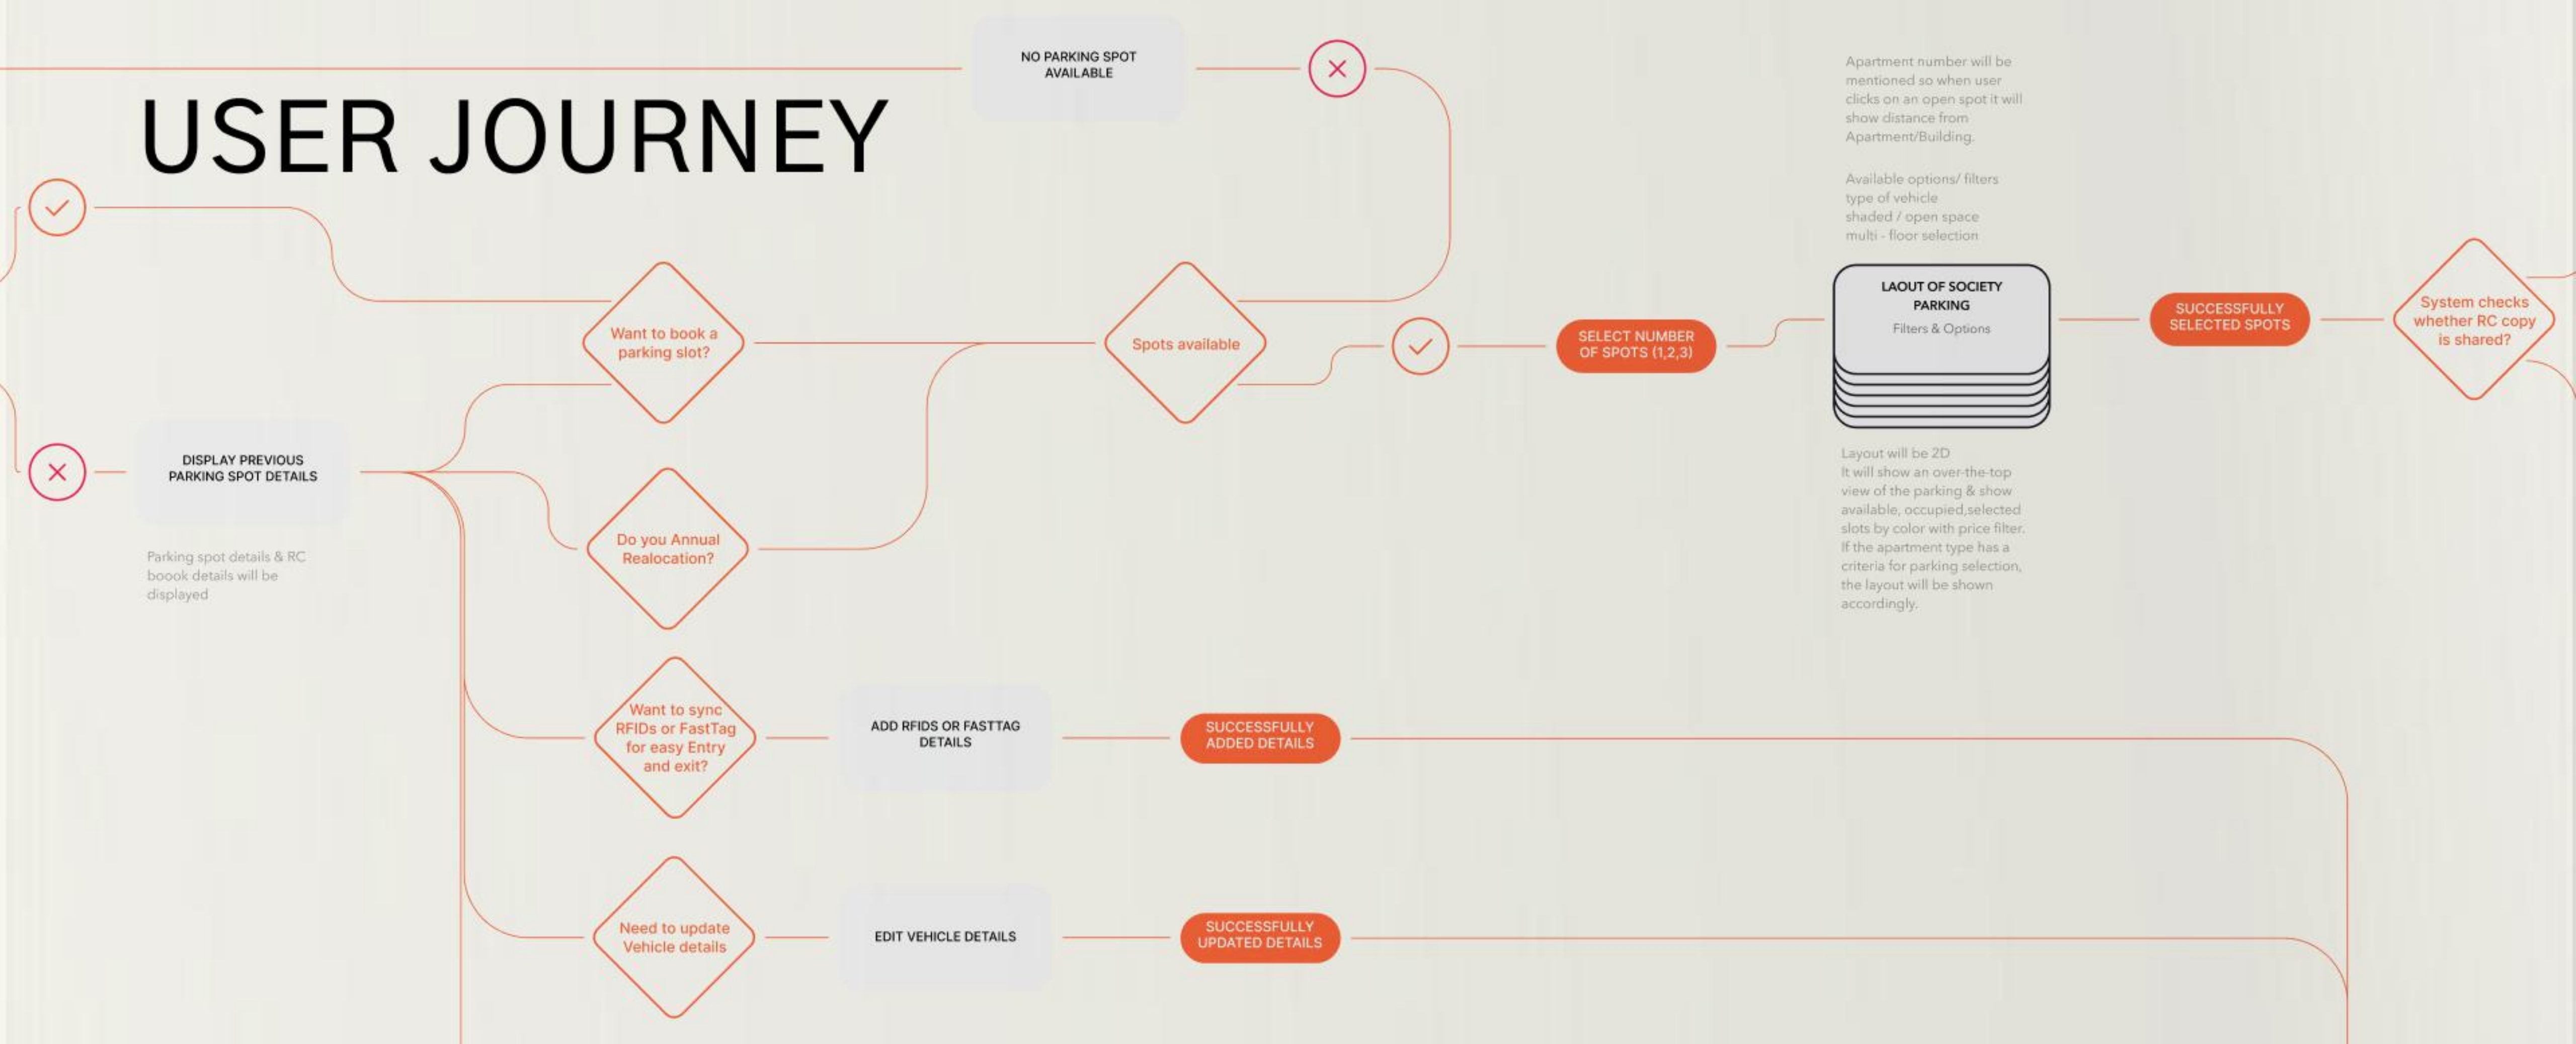 NO PARKING SPOT
AVAILABLE
USER JOURNEY
Apartment number will be
mentioned so when user
clicks on an open spot it will
show distance from
Apartment/Building.
Available options/ filters
type of vehicle
shaded / open space
multi - floor selection
Want to book a
parking slot?
Spots available
SELECT NUMBER
OF SPOTS (1,2,3)
LAOUT OF SOCIETY
PARKING
Filters & Options
SUCCESSFULLY
SELECTED SPOTS
System checks
whether RC copy
is shared?
DISPLAY PREVIOUS
PARKING SPOT DETAILS
Parking spot details & RC
boook details will be
displayed
Do you Annual
Realocation?
Layout will be 2D
It will show an over-the-top
view of the parking & show
available, occupied,selected
slots by color with price filter.
If the apartment type has a
criteria for parking selection,
the layout will be shown
accordingly.
Want to sync
RFIDs or FastTag
for easy Entry
and exit?
ADD RFIDS OR FASTTAG
DETAILS
SUCCESSFULLY
ADDED DETAILS
Need to update
Vehicle details
EDIT VEHICLE DETAILS
SUCCESSFULLY
UPDATED DETAILS